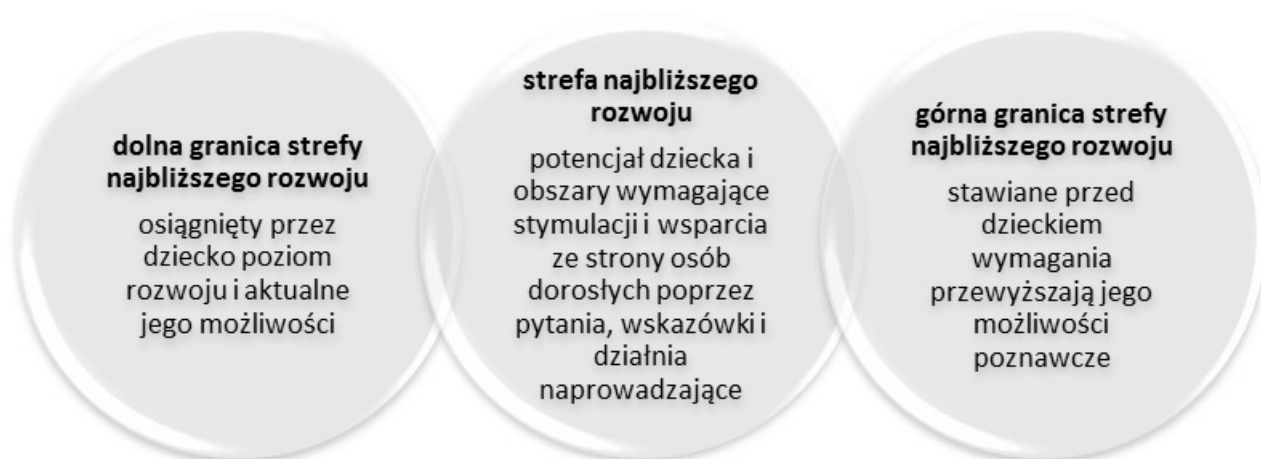 dolna granica strefy
najbliższego rozwoju
osiągnięty przez
dziecko poziom
rozwoju i aktualne
jego możliwości
strefa najbliższego
rozwoju
potencjał dziecka i
obszary wymagające
stymulacji i wsparcia
ze strony osób
dorosłych poprzez
pytania, wskazówki i
działnia
naprowadzające
górna granica strefy
najbliższego rozwoju
stawiane przed
dzieckiem
wymagania
przewyższają jego
możliwości
poznawcze